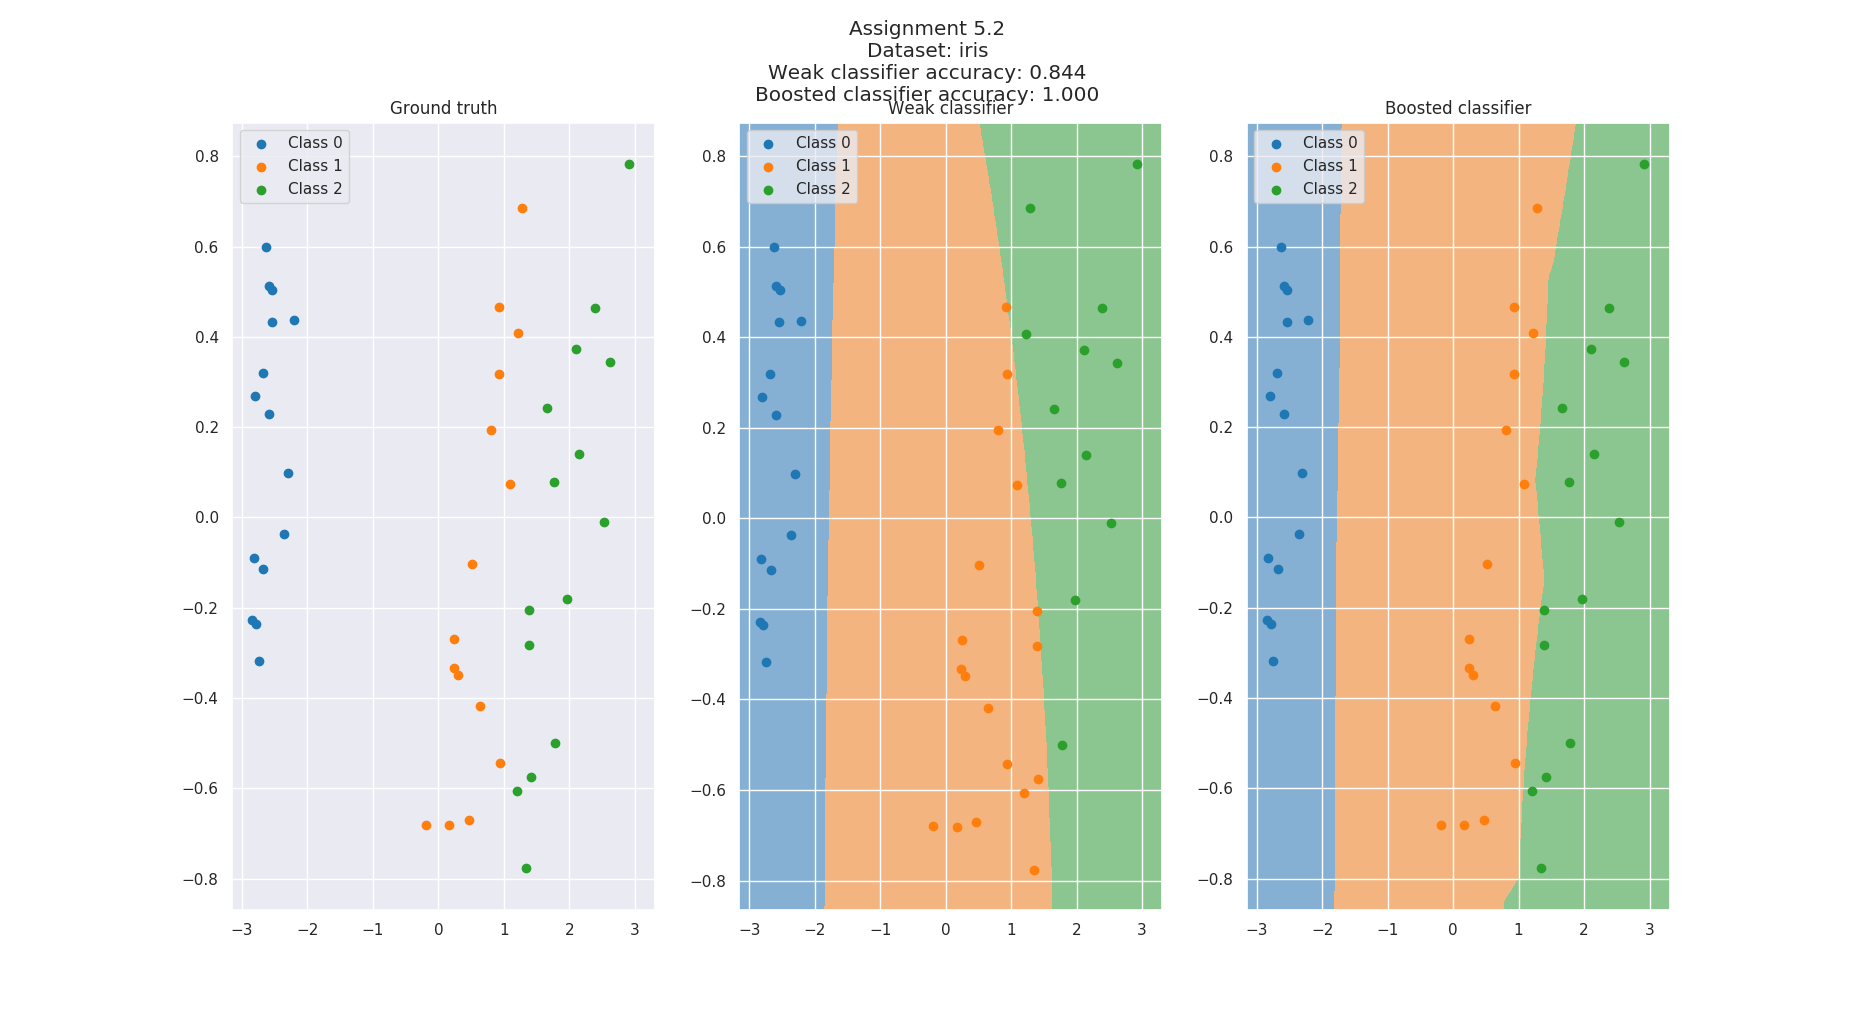 Assignment 5.2
Dataset: iris
Weak classifier accuracy: 0.844
Boosted classifier accuracy: 1.000
Ground truth
Class 0
Class 1
Class 2
0.8
0.6
0.4
0.2
0.0
−0.2
−0.4
−0.6
−0.8
−3 −2 −1 0 1 2 3
Weak classifier
Class 0
Class 1
Class 2
0.8
0.6
0.4
0.2
0.0
−0.2
−0.4
−0.6
−0.8
−3 −2 −1 0 1 2 3
Boosted classifier
Class 0
Class 1
Class 2
0.8
0.6
0.4
0.2
0.0
−0.2
−0.4
−0.6
−0.8
−3 −2 −1 0 1 2 3